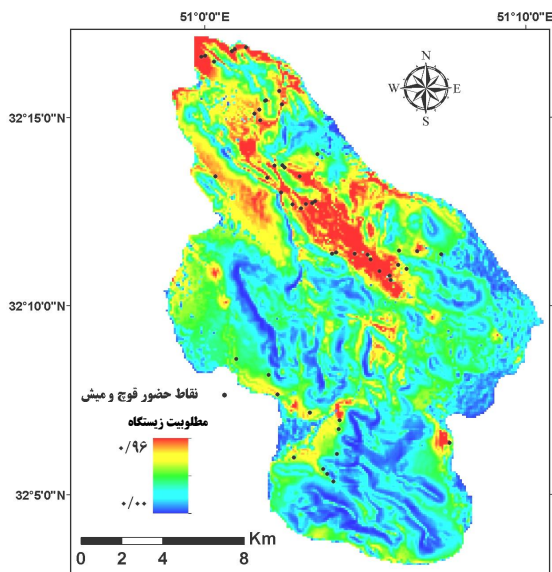 51°0'0"E
51°10'0"E
N
W
E
S
32°15'0"N
32°10'0"N
32°5'0"N
نقاط حضور قوچ و میش
مطلوبیت زیستگاه
۰/۹۶
۰/۰۰
Km
0 2 4 8